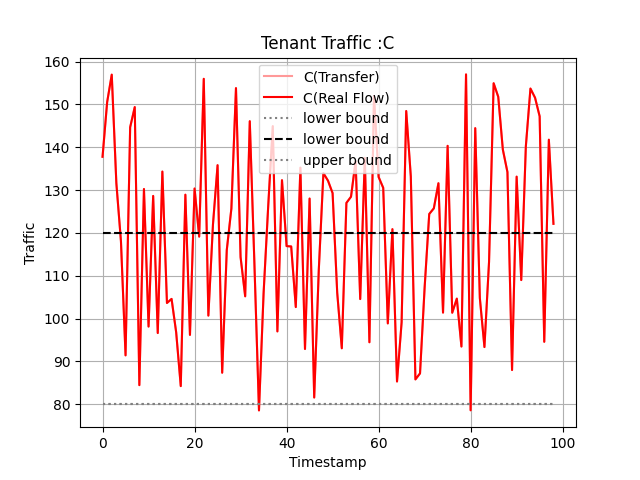 Tenant Traffic :C
160
150
140
130
120
110
100
90
80
Traffic
C(Transfer)
C(Real Flow)
lower bound
lower bound
upper bound
0
20
40
60
80
100
Timestamp